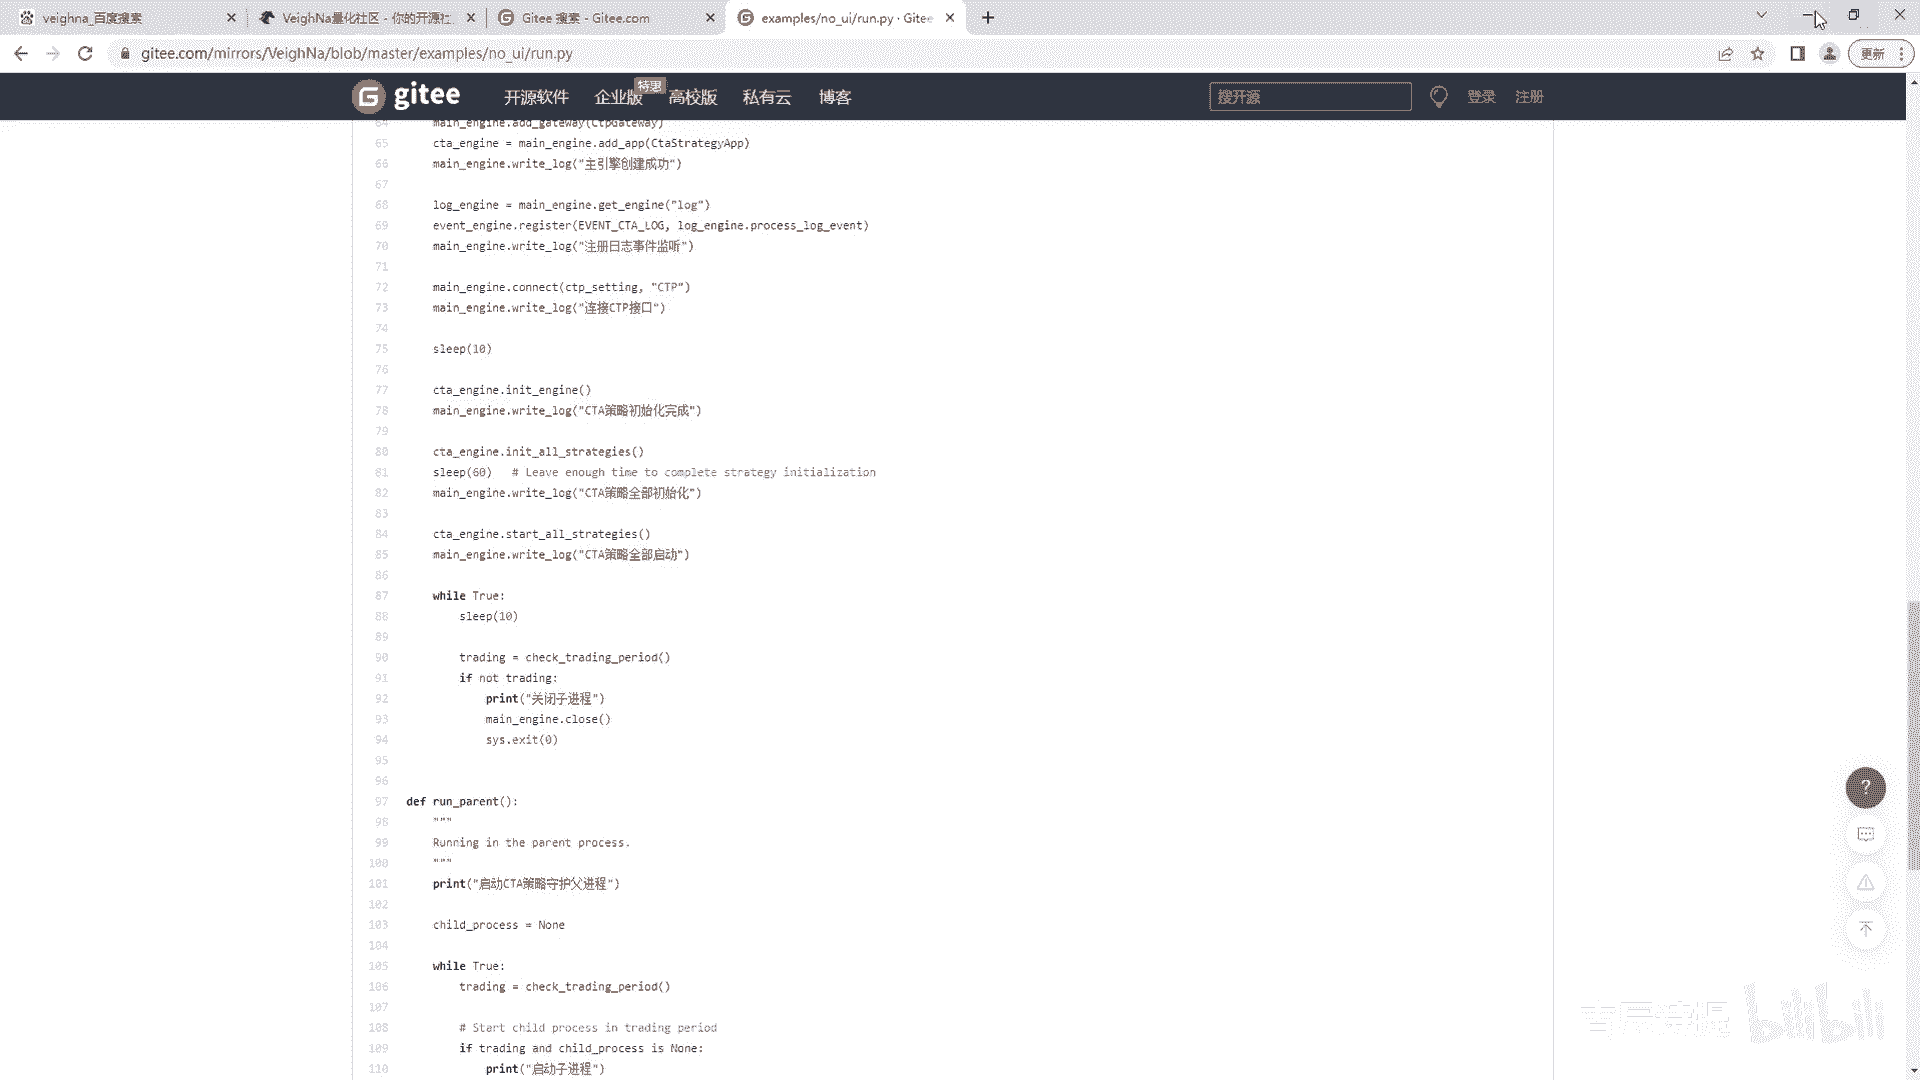 veighna_百度搜索
VeighNa量化社区 - 你的开源社
Gitee 搜索 - Gitee.com
examples/no_ui/run.py · Gitee
gitee.com/mirrors/VeighNa/blob/master/examples/no_ui/run.py
更新
gitee
开源软件
企业版
特惠
高校版
私有云
博客
搜开源
登录
注册
64 main_engine.add_gateway(CtpGateway)
65 cta_engine = main_engine.add_app(CtaStrategyApp)
66 main_engine.write_log("主引擎创建成功")
67
68 log_engine = main_engine.get_engine("log")
69 event_engine.register(EVENT_CTA_LOG, log_engine.process_log_event)
70 main_engine.write_log("注册日志事件监听")
71
72 main_engine.connect(ctp_setting, "CTP")
73 main_engine.write_log("连接CTP接口")
74
75 sleep(10)
76
77 cta_engine.init_engine()
78 main_engine.write_log("CTA策略初始化完成")
79
80 cta_engine.init_all_strategies()
81 sleep(60) # Leave enough time to complete strategy initialization
82 main_engine.write_log("CTA策略全部初始化")
83
84 cta_engine.start_all_strategies()
85 main_engine.write_log("CTA策略全部启动")
86
87 while True:
88 sleep(10)
89
90 trading = check_trading_period()
91 if not trading:
92 print("关闭子进程")
93 main_engine.close()
94 sys.exit(0)
95
96
97 def run_parent():
98 """
99 Running in the parent process.
100 """
101 print("启动CTA策略守护父进程")
102
103 child_process = None
104
105 while True:
106 trading = check_trading_period()
107
108 # Start child process in trading period
109 if trading and child_process is None:
110 print("启动子进程")
bilibili